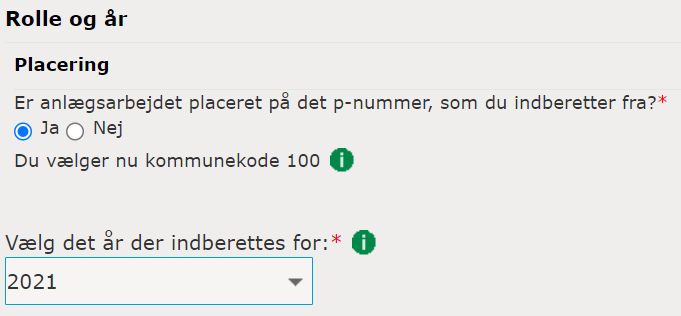 Rolle og år
Placering
Er anlægsarbejdet placeret på det p-nummer, som du indberetter fra?*
Ja Nej
Du vælger nu kommunekode 100 i
Vælg det år der indberettes for:* i
2021